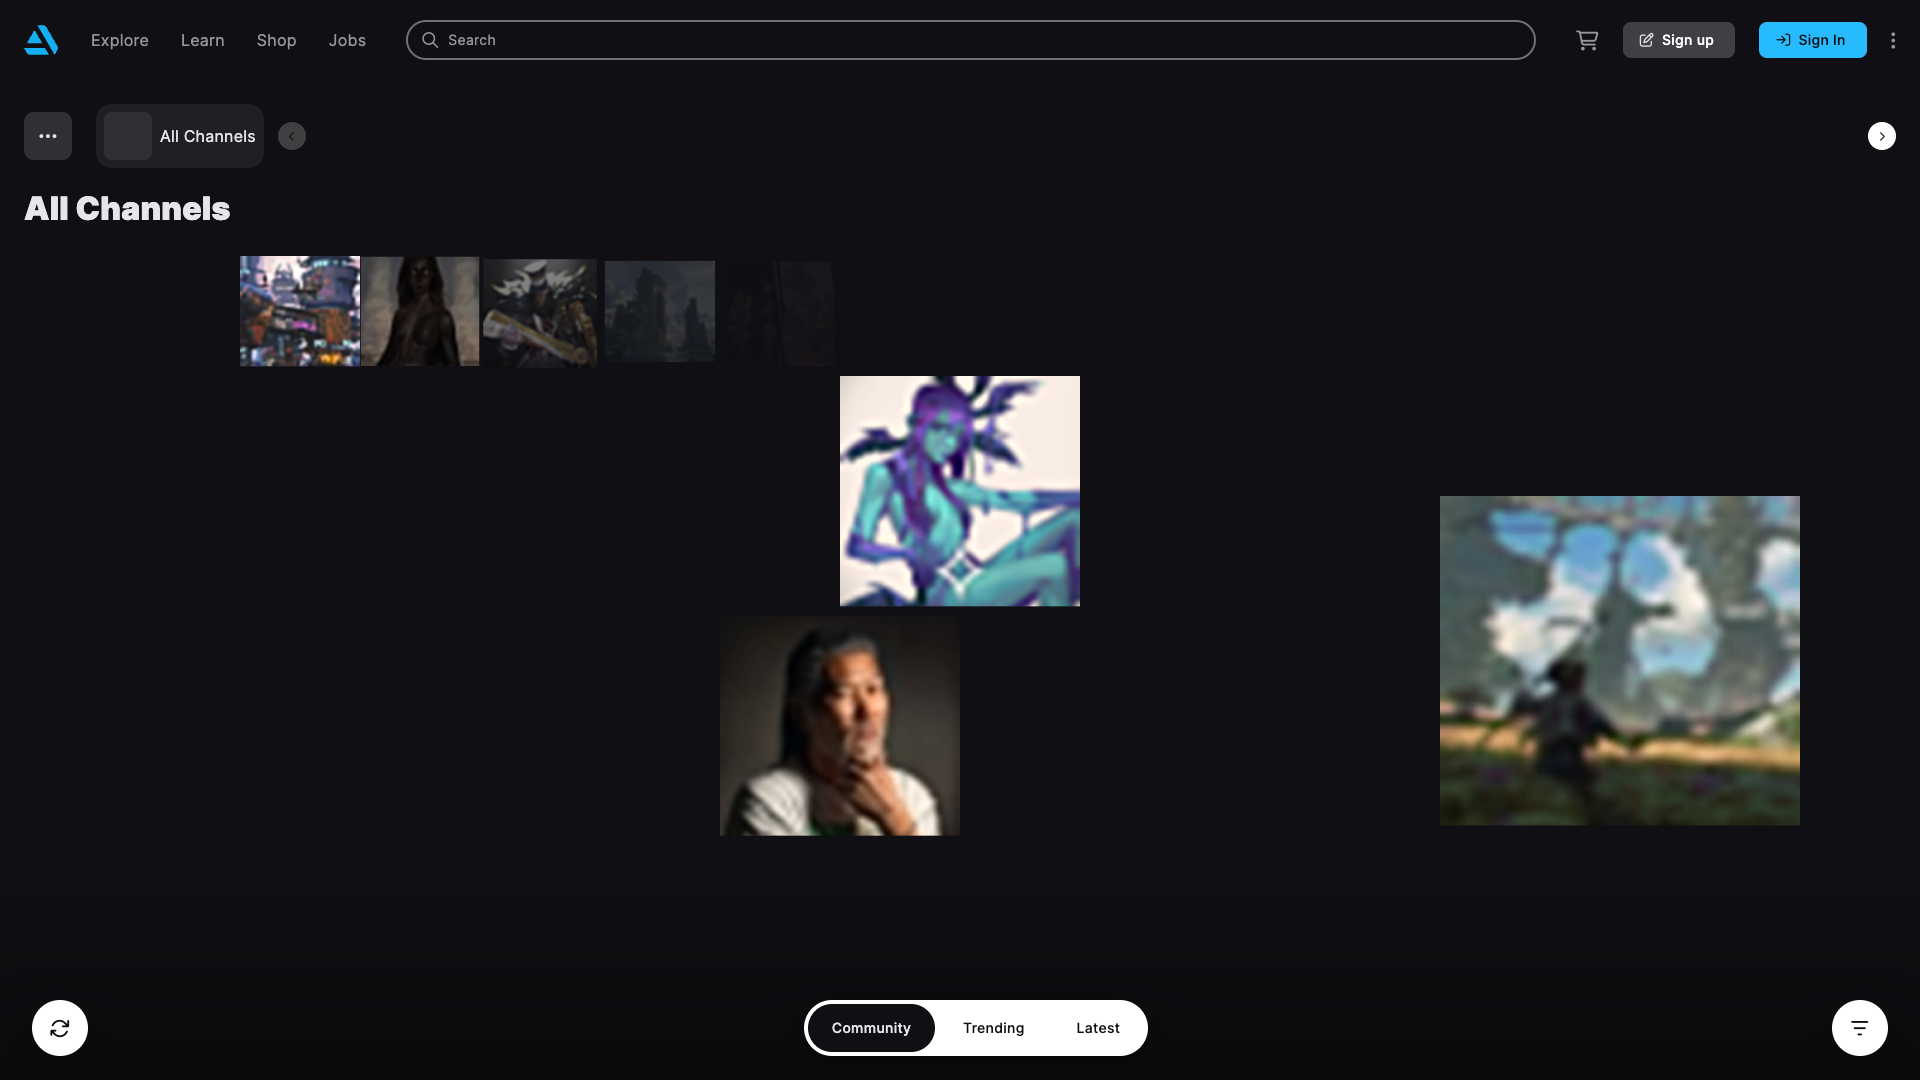 Explore
Learn
Shop
Jobs
Search
Sign up
Sign In
All Channels
All Channels
Community
Trending
Latest